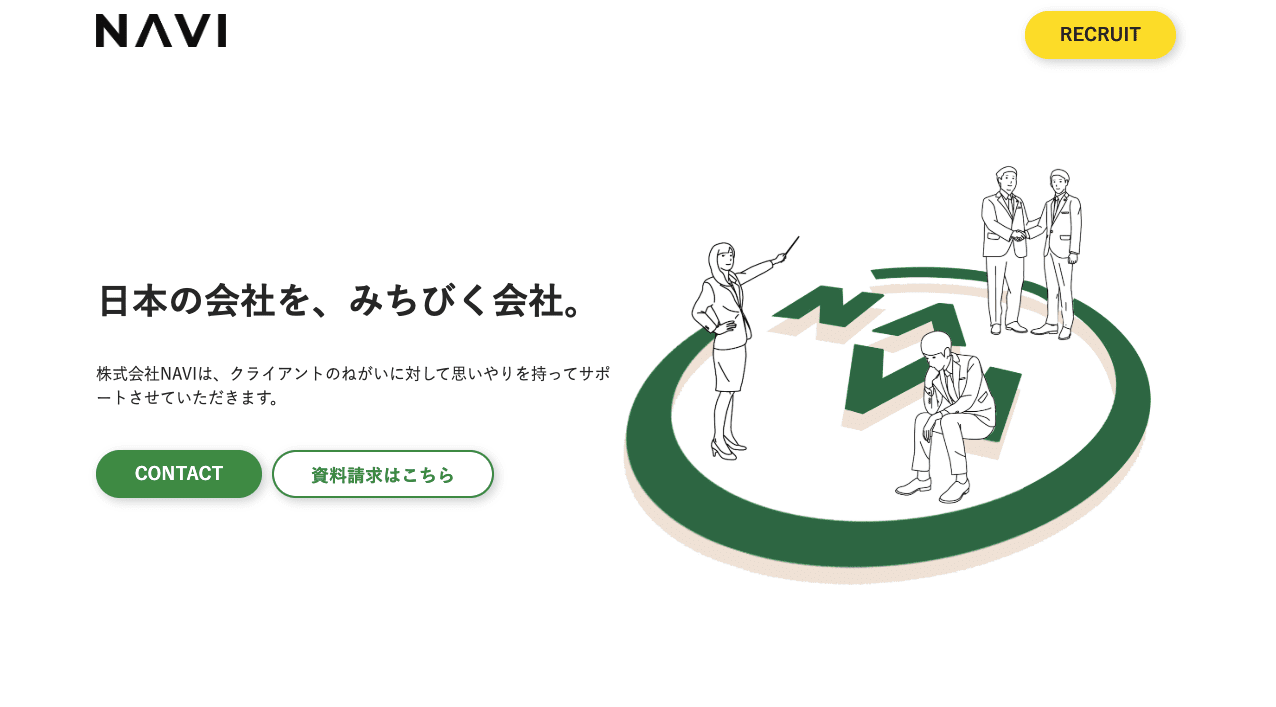 NAVI
RECRUIT
日本の会社を、みちびく会社。
株式会社NAVIは、クライアントのねがいに対して思いやりを持ってサポ
ートさせていただきます。
CONTACT
資料請求はこちら
NAVI